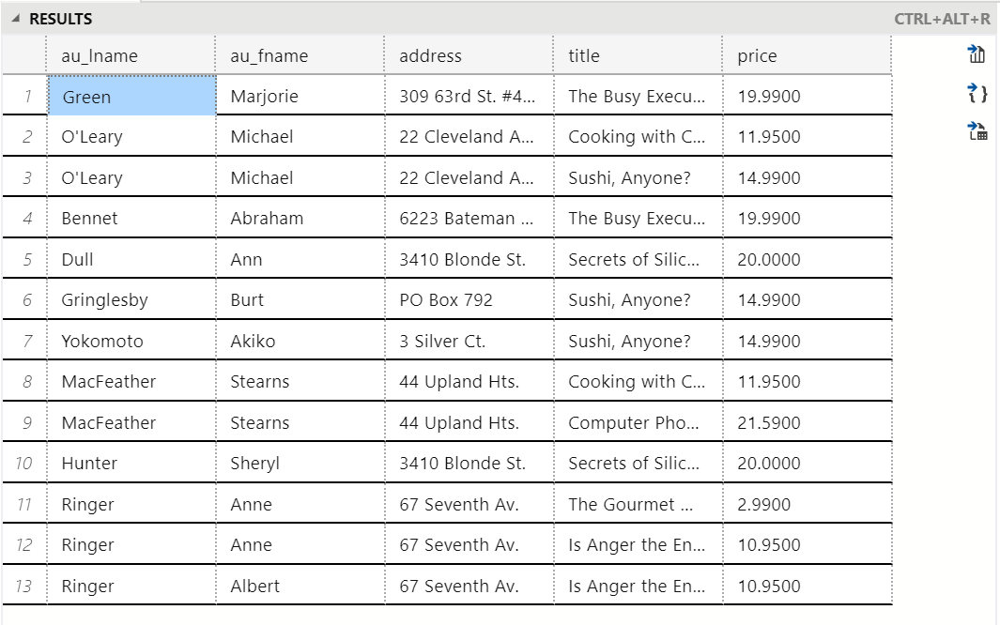 RESULTS CTRL+ALT+R
au_lname au_fname address title price
1 Green Marjorie 309 63rd St. #4... The Busy Execu... 19.9900
2 O'Leary Michael 22 Cleveland A... Cooking with C... 11.9500
3 O'Leary Michael 22 Cleveland A... Sushi, Anyone? 14.9900
4 Bennet Abraham 6223 Bateman ... The Busy Execu... 19.9900
5 Dull Ann 3410 Blonde St. Secrets of Silic... 20.0000
6 Gringlesby Burt PO Box 792 Sushi, Anyone? 14.9900
7 Yokomoto Akiko 3 Silver Ct. Sushi, Anyone? 14.9900
8 MacFeather Stearns 44 Upland Hts. Cooking with C... 11.9500
9 MacFeather Stearns 44 Upland Hts. Computer Pho... 21.5900
10 Hunter Sheryl 3410 Blonde St. Secrets of Silic... 20.0000
11 Ringer Anne 67 Seventh Av. The Gourmet ... 2.9900
12 Ringer Anne 67 Seventh Av. Is Anger the En... 10.9500
13 Ringer Albert 67 Seventh Av. Is Anger the En... 10.9500